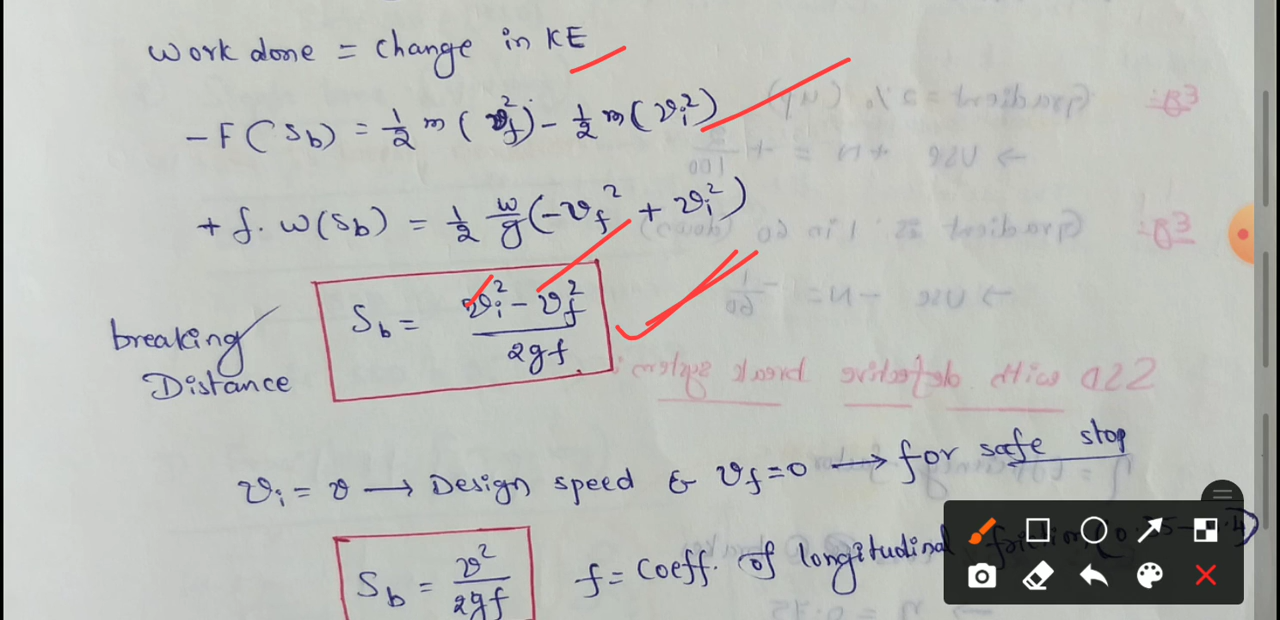 Work done = change in KE
- F (Sb) = 1/2 m (vf²) - 1/2 m (vi²)
+ f. w (Sb) = 1/2 w/g (-vf² + vi²)
breaking Distance
Sb = vi² - vf² / 2gf.
vi = v → Design speed & vf = 0 → for safe stop
Sb = v² / 2gf
f = Coeff. of longitudinal friction